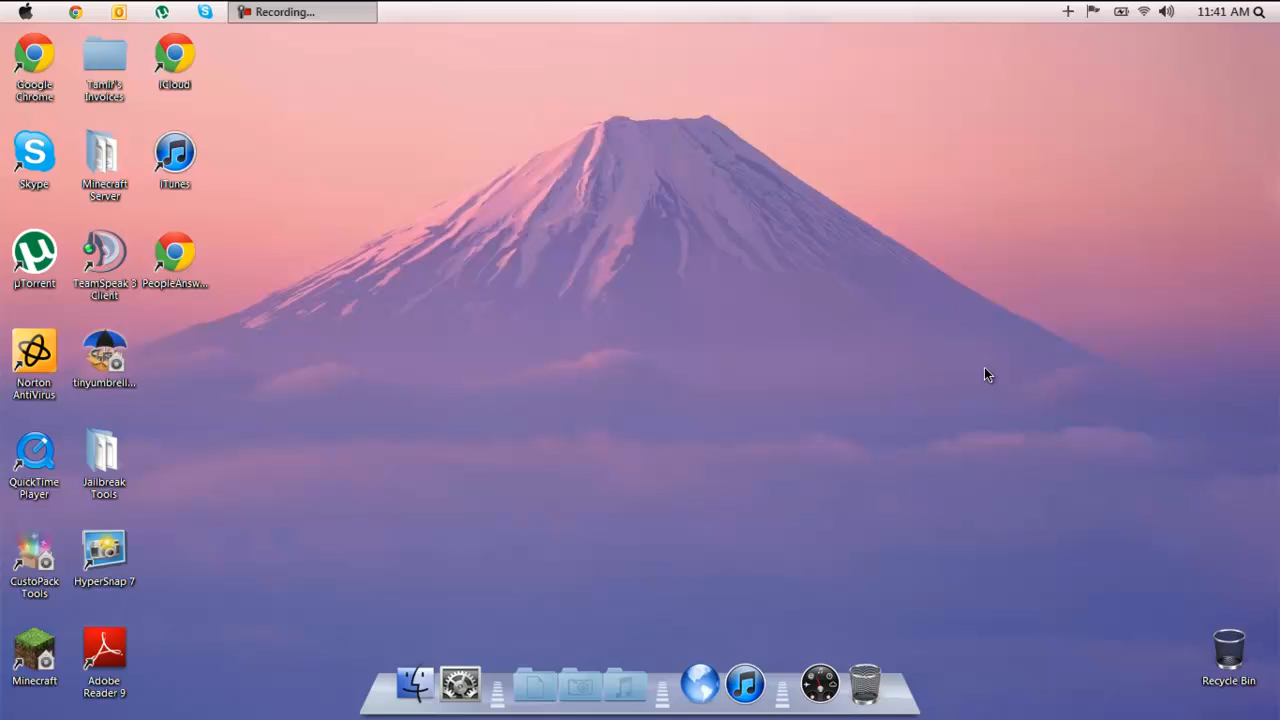 Recording...
11:41 AM
Google
Chrome
Tamir's
Invoices
iCloud
Skype
Minecraft
Server
iTunes
µTorrent
TeamSpeak 3
Client
PeopleAnsw...
Norton
AntiVirus
tinyumbrell...
QuickTime
Player
Jailbreak
Tools
CustoPack
Tools
HyperSnap 7
Minecraft
Adobe
Reader 9
Recycle Bin